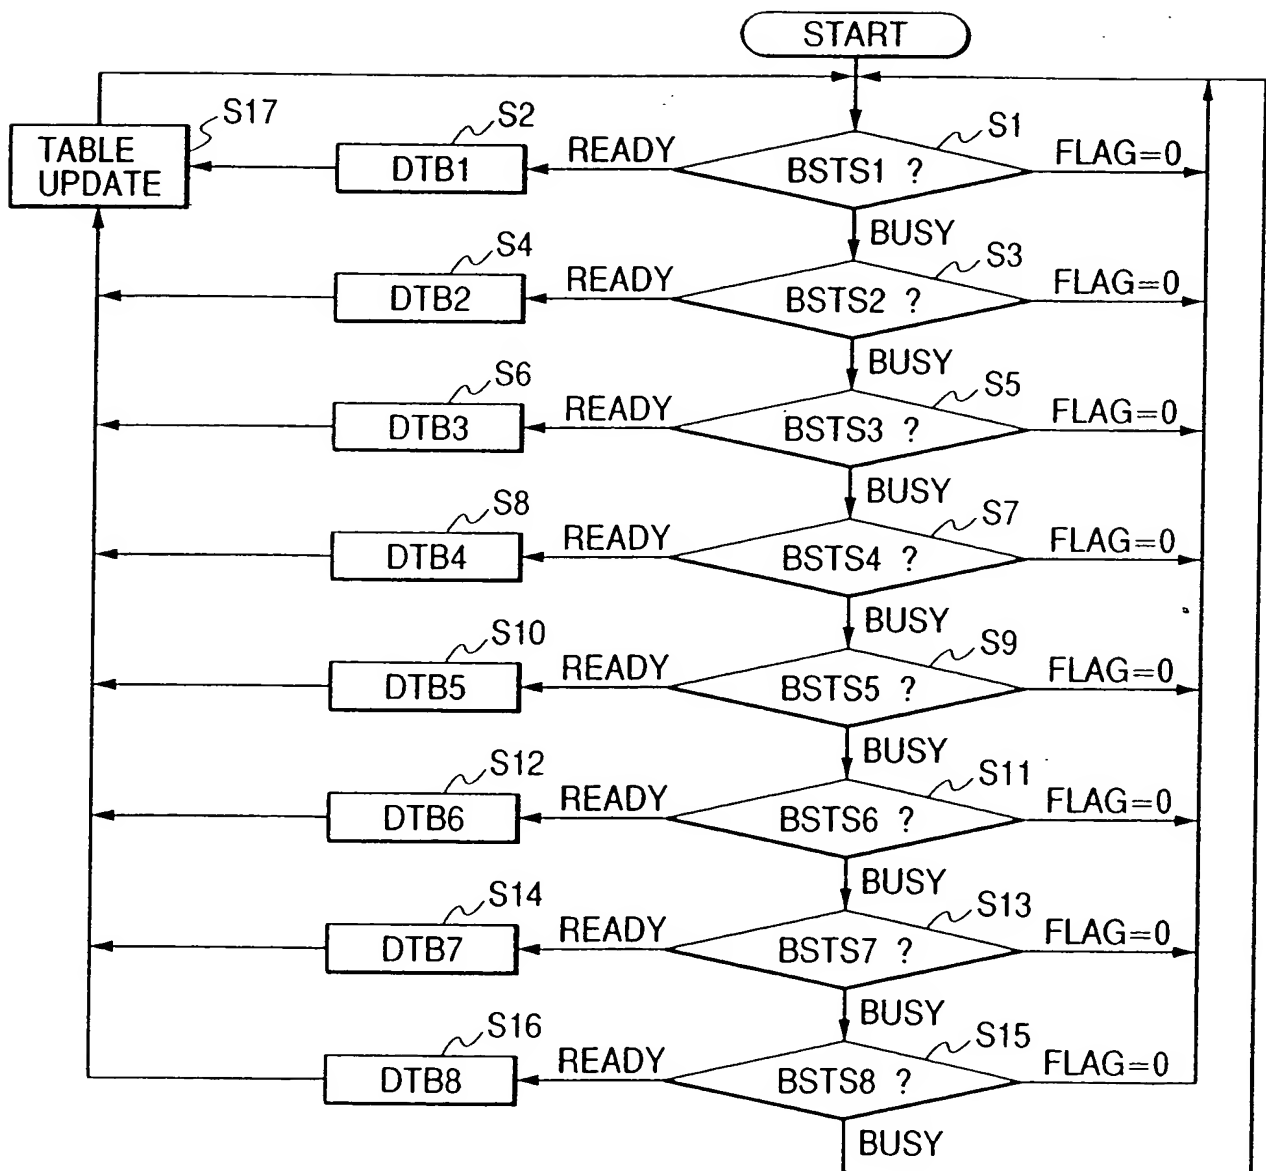 START
S17
S2
S1
TABLE
UPDATE
DTB1
READY
BSTS1 ?
FLAG=0
BUSY
S4
S3
DTB2
READY
BSTS2 ?
FLAG=0
BUSY
S6
S5
DTB3
READY
BSTS3 ?
FLAG=0
BUSY
S8
S7
DTB4
READY
BSTS4 ?
FLAG=0
BUSY
S10
S9
DTB5
READY
BSTS5 ?
FLAG=0
BUSY
S12
S11
DTB6
READY
BSTS6 ?
FLAG=0
BUSY
S14
S13
DTB7
READY
BSTS7 ?
FLAG=0
BUSY
S16
S15
DTB8
READY
BSTS8 ?
FLAG=0
BUSY